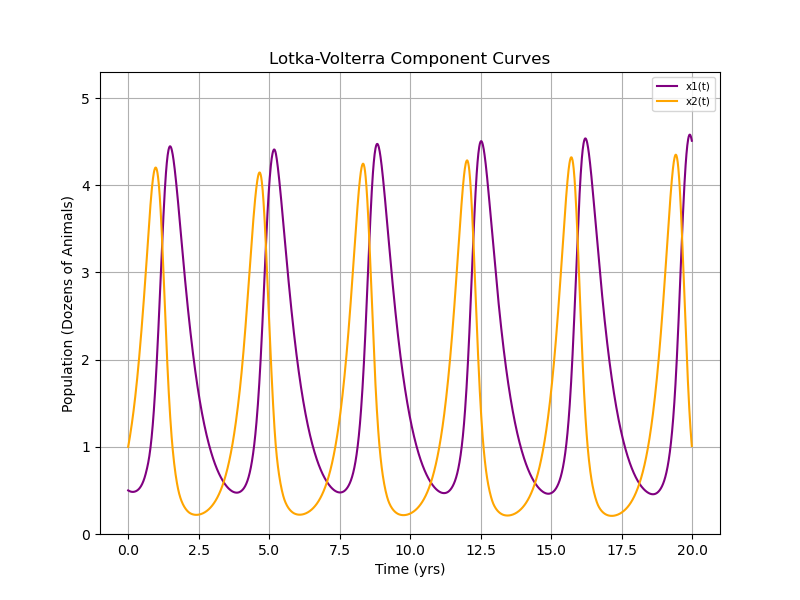 Lotka-Volterra Component Curves
x1(t)
x2(t)
5
4
3
2
1
0
Population (Dozens of Animals)
0.0 2.5 5.0 7.5 10.0 12.5 15.0 17.5 20.0
Time (yrs)